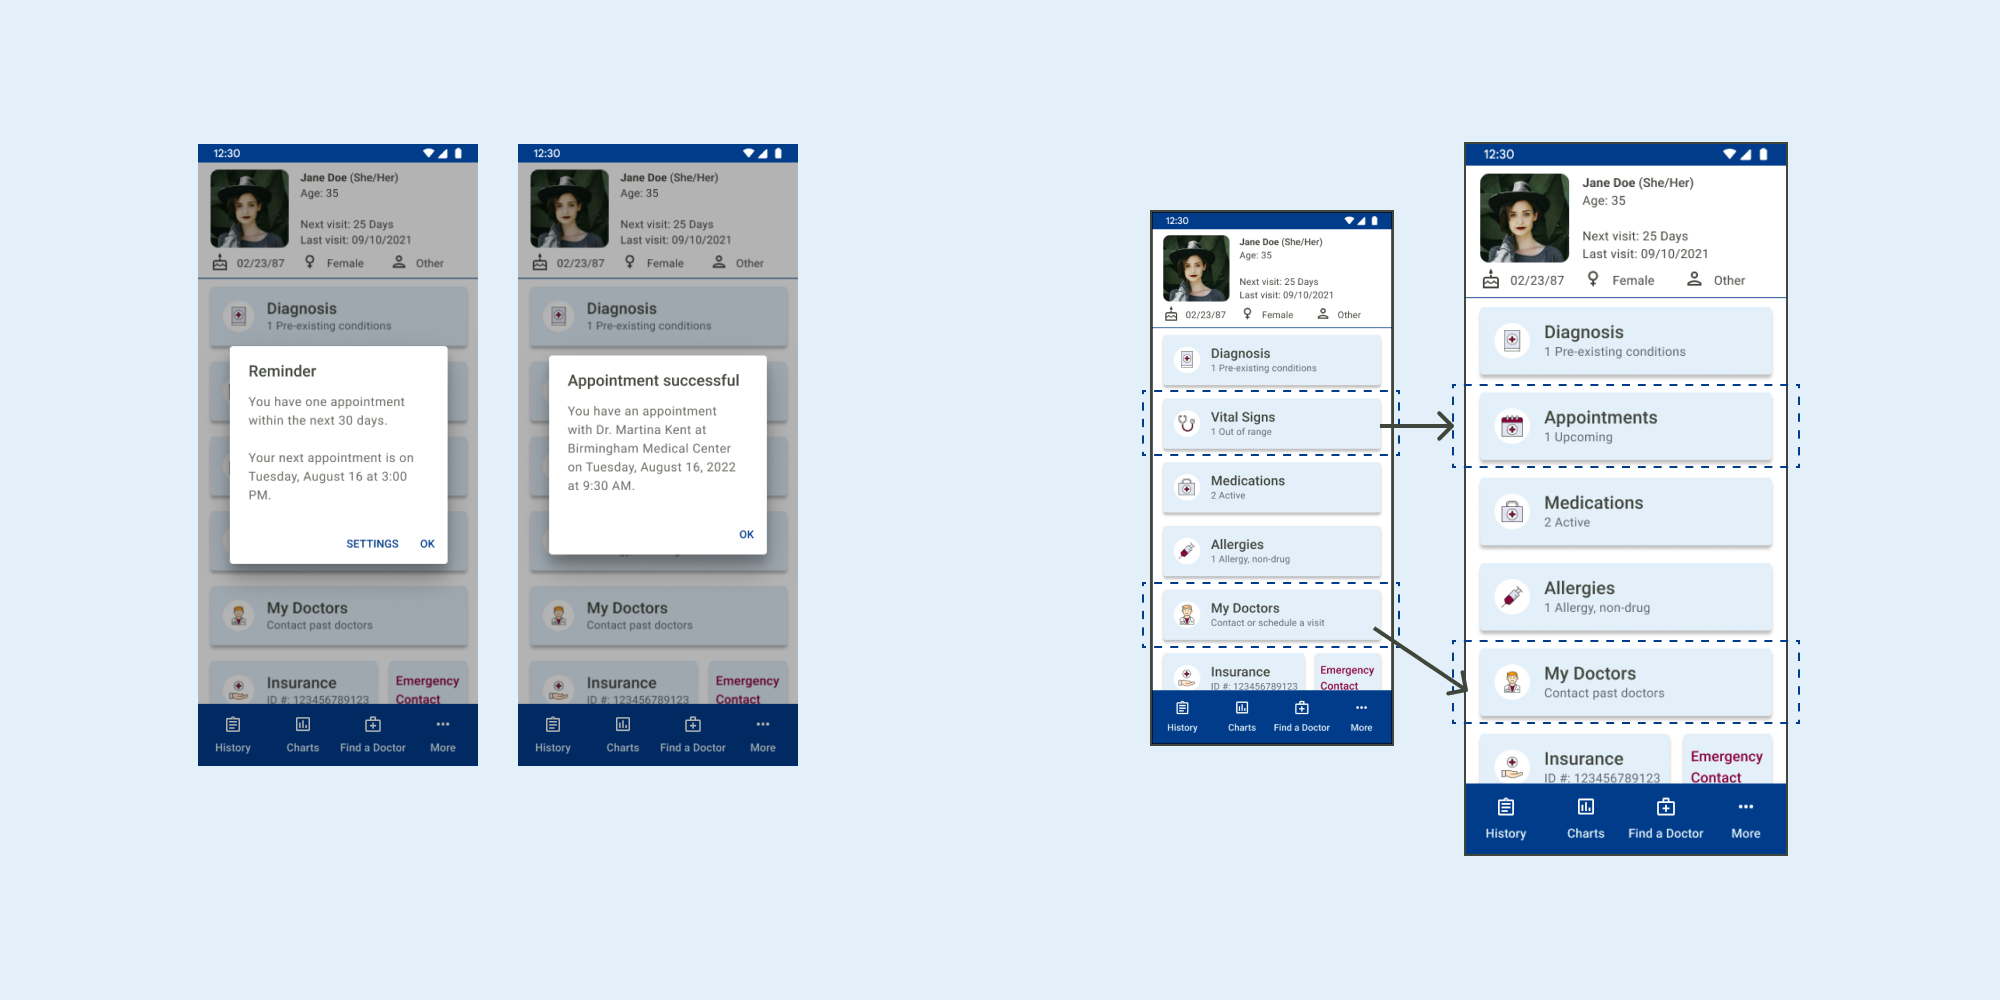 12:30
Jane Doe (She/Her)
Age: 35
Next visit: 25 Days
Last visit: 09/10/2021
02/23/87
Female
Other
Diagnosis
1 Pre-existing conditions
Reminder
You have one appointment
within the next 30 days.
Your next appointment is on
Tuesday, August 16 at 3:00
PM.
SETTINGS
OK
My Doctors
Contact past doctors
Insurance
ID #: 123456789123
Emergency
Contact
History
Charts
Find a Doctor
More
12:30
Jane Doe (She/Her)
Age: 35
Next visit: 25 Days
Last visit: 09/10/2021
02/23/87
Female
Other
Diagnosis
1 Pre-existing conditions
Appointment successful
You have an appointment
with Dr. Martina Kent at
Birmingham Medical Center
on Tuesday, August 16, 2022
at 9:30 AM.
OK
My Doctors
Contact past doctors
Insurance
ID #: 123456789123
Emergency
Contact
History
Charts
Find a Doctor
More
12:30
Jane Doe (She/Her)
Age: 35
Next visit: 25 Days
Last visit: 09/10/2021
02/23/87
Female
Other
Diagnosis
1 Pre-existing conditions
Vital Signs
1 Out of range
Medications
2 Active
Allergies
1 Allergy, non-drug
My Doctors
Contact or schedule a visit
Insurance
ID #: 123456789123
Emergency
Contact
History
Charts
Find a Doctor
More
12:30
Jane Doe (She/Her)
Age: 35
Next visit: 25 Days
Last visit: 09/10/2021
02/23/87
Female
Other
Diagnosis
1 Pre-existing conditions
Appointments
1 Upcoming
Medications
2 Active
Allergies
1 Allergy, non-drug
My Doctors
Contact past doctors
Insurance
ID #: 123456789123
Emergency
Contact
History
Charts
Find a Doctor
More